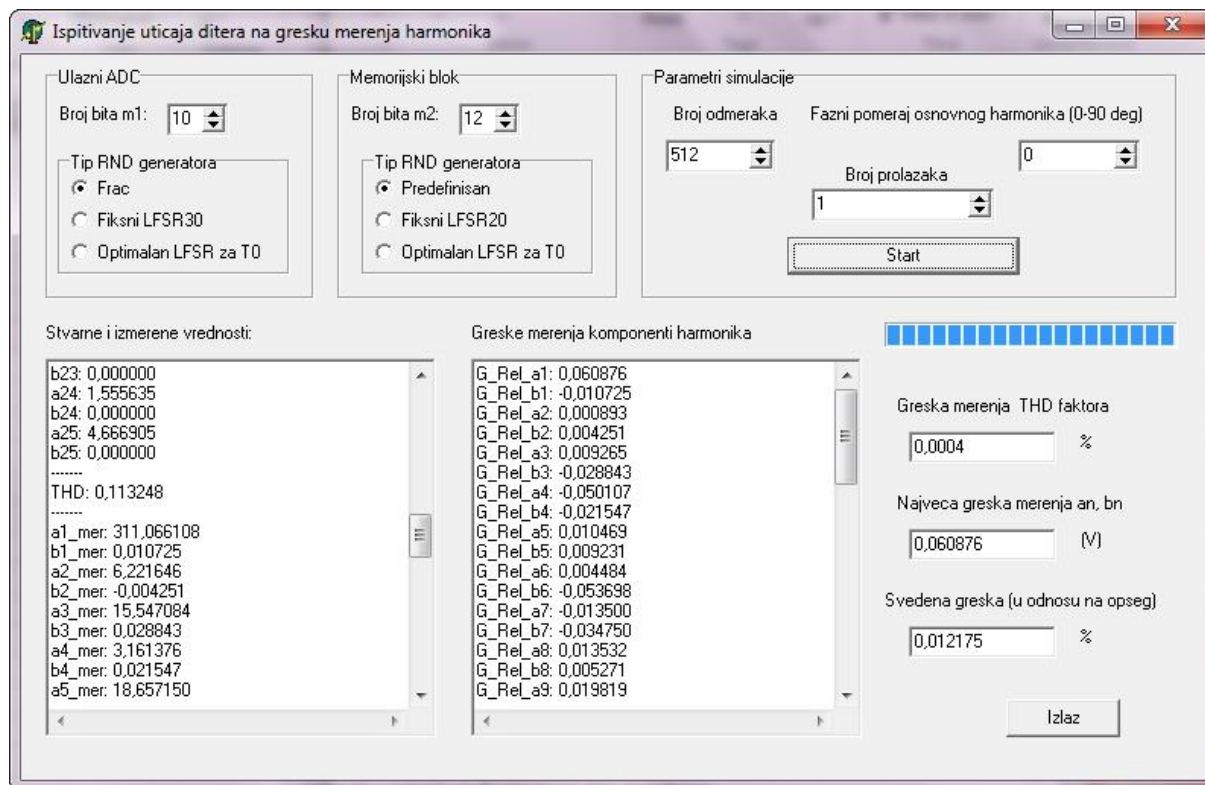 Ispitivanje uticaja ditera na gresku merenja harmonika
Ulazni ADC
Broj bita m1: 10
Tip RND generatora
Frac
Fiksni LFSR30
Optimalan LFSR za T0
Memorijski blok
Broj bita m2: 12
Tip RND generatora
Predefinisan
Fiksni LFSR20
Optimalan LFSR za T0
Parametri simulacije
Broj odmeraka
512
Fazni pomeraj osnovnog harmonika (0-90 deg)
0
Broj prolazaka
1
Start
Stvarne i izmerene vrednosti:
b23: 0,000000
a24: 1,555635
b24: 0,000000
a25: 4,666905
b25: 0,000000
-------
THD: 0,113248
-------
a1_mer: 311,066108
b1_mer: 0,010725
a2_mer: 6,221646
b2_mer: -0,004251
a3_mer: 15,547084
b3_mer: 0,028843
a4_mer: 3,161376
b4_mer: 0,021547
a5_mer: 18,657150
Greske merenja komponenti harmonika
G_Rel_a1: 0,060876
G_Rel_b1: -0,010725
G_Rel_a2: 0,000893
G_Rel_b2: 0,004251
G_Rel_a3: 0,009265
G_Rel_b3: -0,028843
G_Rel_a4: -0,050107
G_Rel_b4: -0,021547
G_Rel_a5: 0,010469
G_Rel_b5: 0,009231
G_Rel_a6: 0,004484
G_Rel_b6: -0,053698
G_Rel_a7: -0,013500
G_Rel_b7: -0,034750
G_Rel_a8: 0,013532
G_Rel_b8: 0,005271
G_Rel_a9: 0,019819
Greska merenja THD faktora
0,0004 %
Najveca greska merenja an, bn
0,060876 (V)
Svedena greska (u odnosu na opseg)
0,012175 %
Izlaz